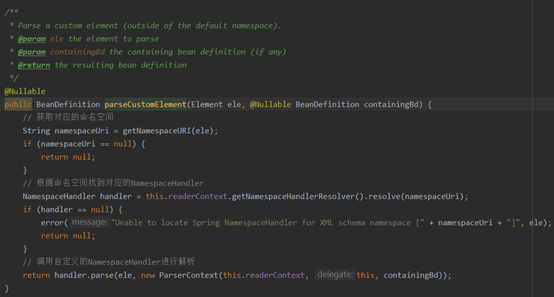 /**
 * Parse a custom element (outside of the default namespace).
 * @param ele the element to parse
 * @param containingBd the containing bean definition (if any)
 * @return the resulting bean definition
 */
@Nullable
public BeanDefinition parseCustomElement(Element ele, @Nullable BeanDefinition containingBd) {
    // 获取对应的命名空间
    String namespaceUri = getNamespaceURI(ele);
    if (namespaceUri == null) {
        return null;
    }
    // 根据命名空间找到对应的NamespaceHandler
    NamespaceHandler handler = this.readerContext.getNamespaceHandlerResolver().resolve(namespaceUri);
    if (handler == null) {
        error( message: "Unable to locate Spring NamespaceHandler for XML schema namespace [" + namespaceUri + "]", ele);
        return null;
    }
    // 调用自定义的NamespaceHandler进行解析
    return handler.parse(ele, new ParserContext(this.readerContext, delegate: this, containingBd));
}